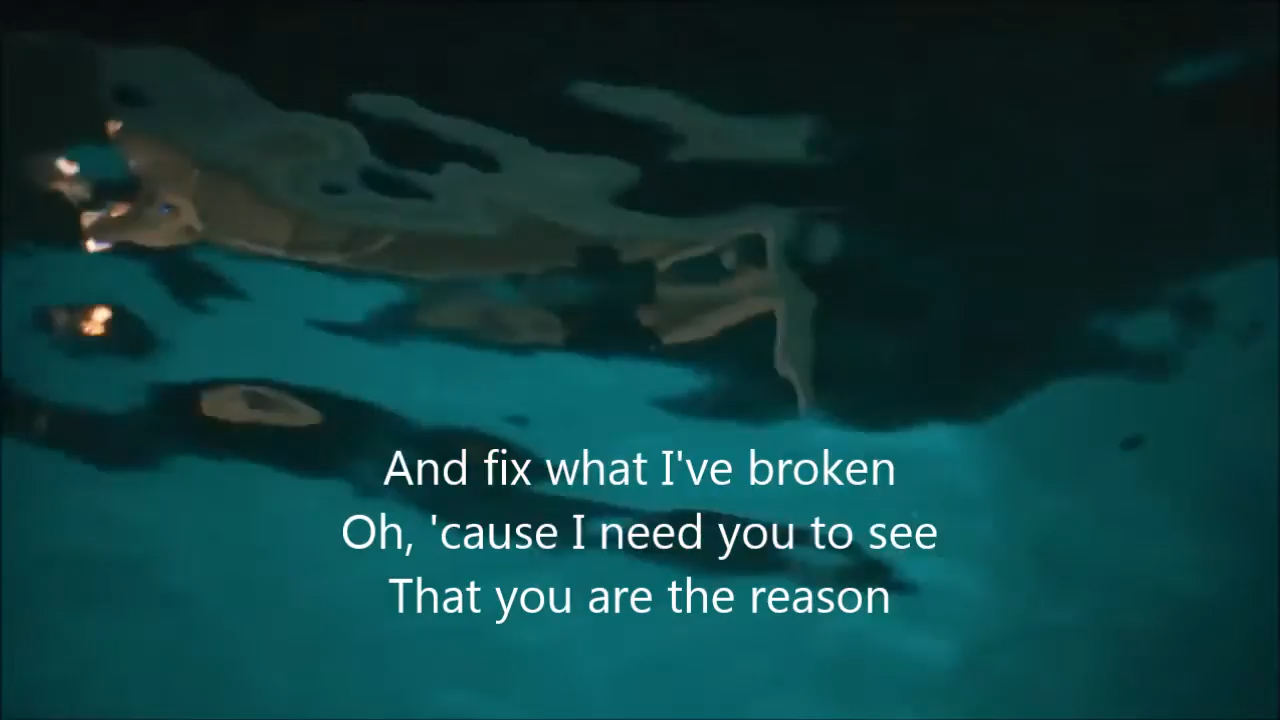 And fix what I've broken
Oh, 'cause I need you to see
That you are the reason